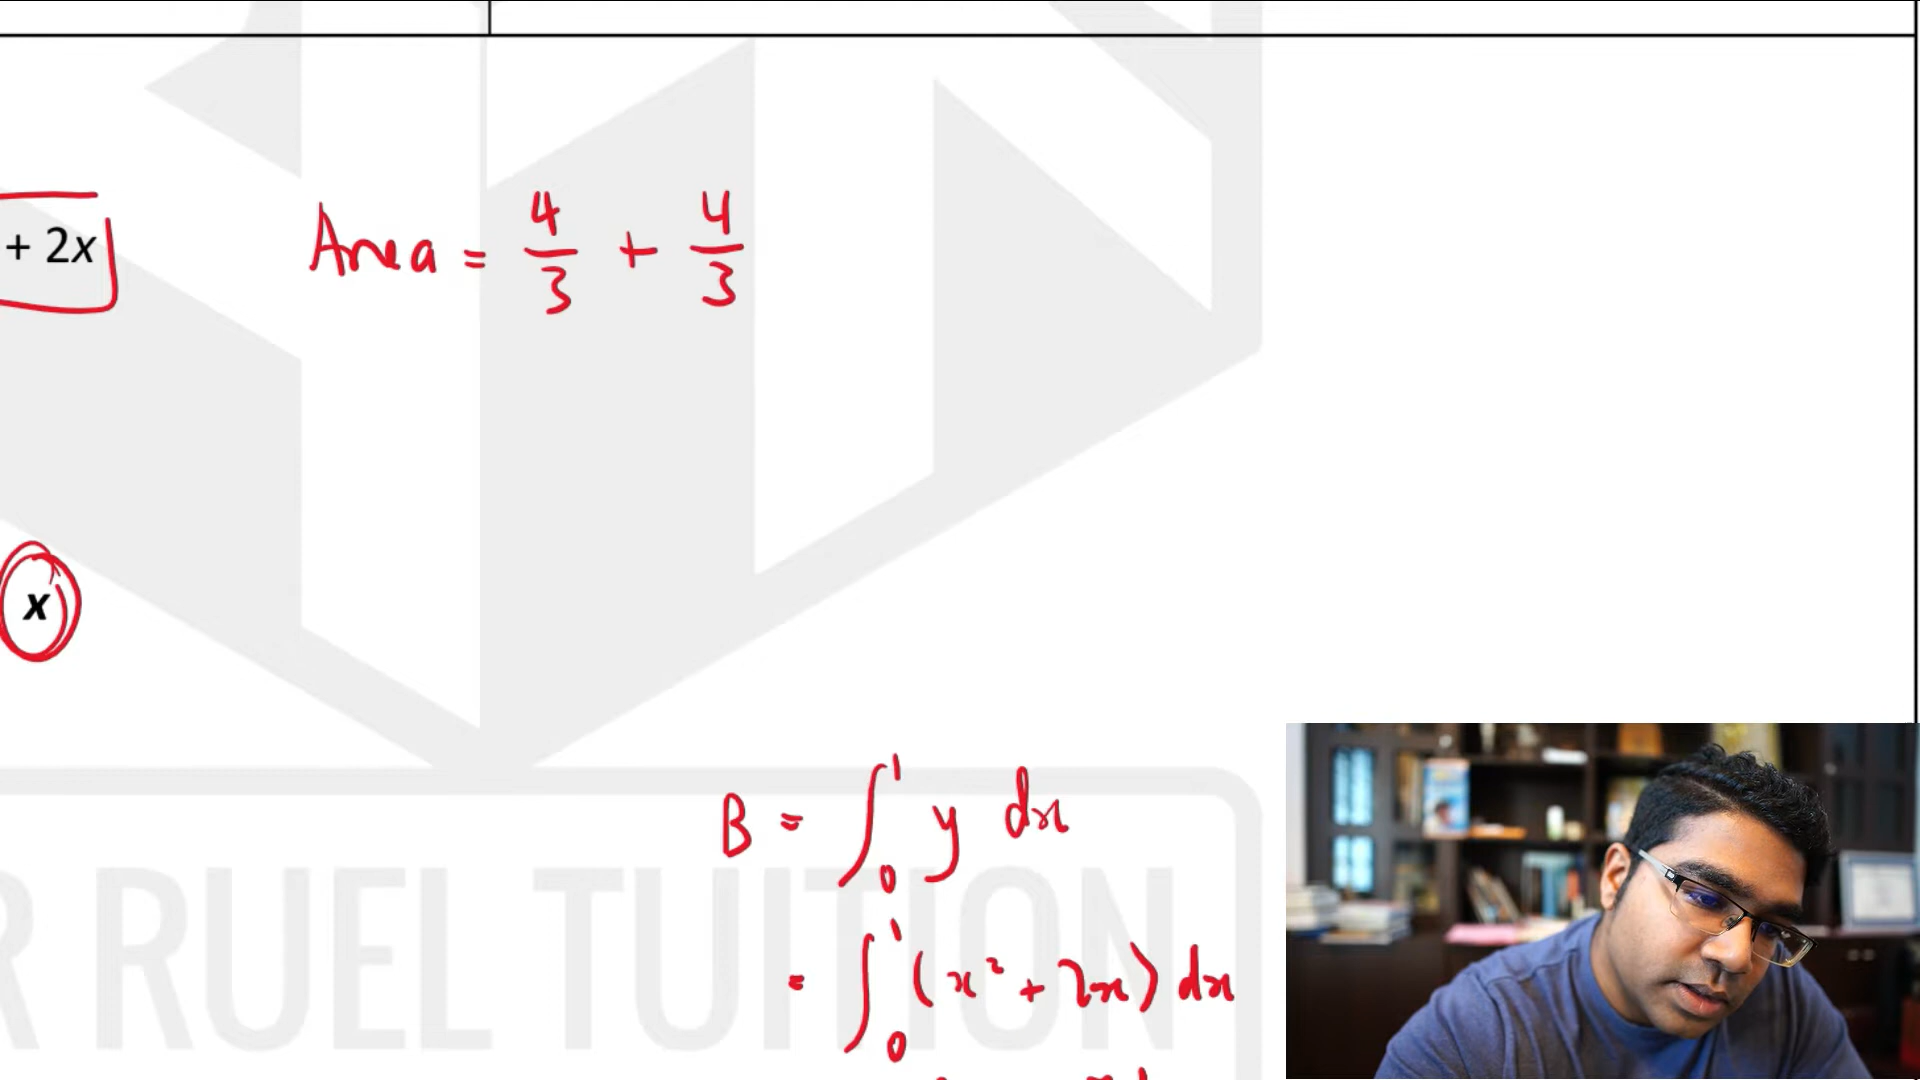 + 2x
Area = 4/3 + 4/3
x
B = ∫₀¹ y dx
= ∫₀¹ (x² + 2x) dx
R RUEL TUITION